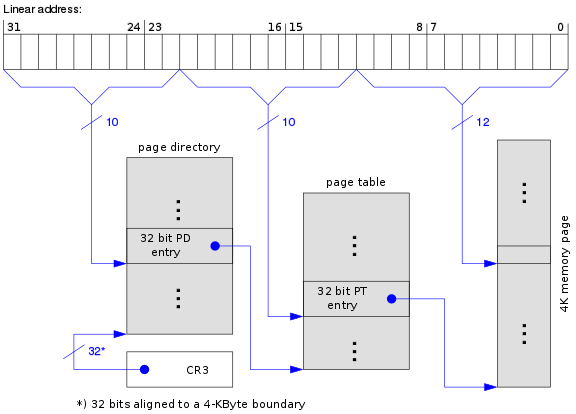 Linear address:
31 24 23 16 15 8 7 0
10 10 12
page directory
page table
32 bit PD
entry
32 bit PT
entry
4K memory page
32*
CR3
*) 32 bits aligned to a 4-KByte boundary